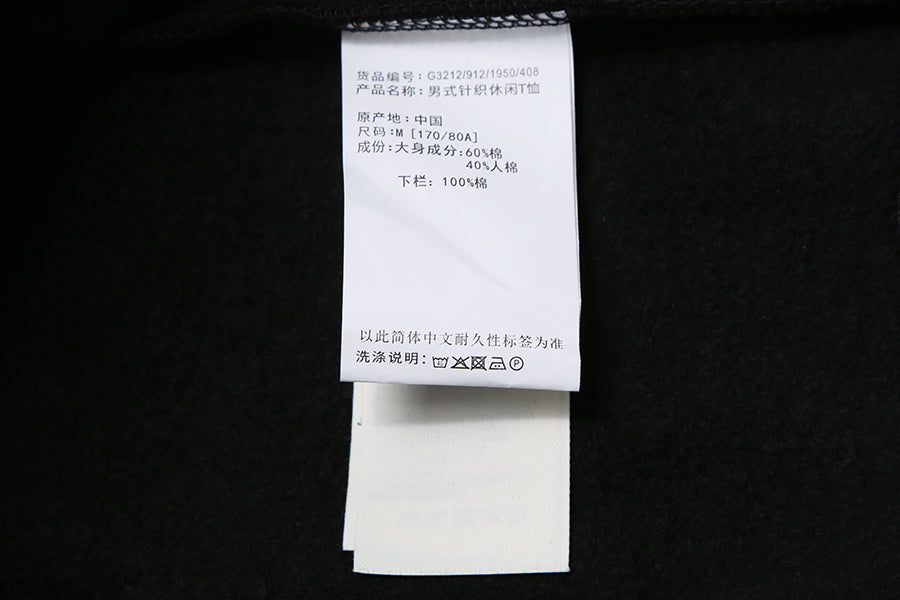 货品编号：G3212/912/1950/408
产品名称：男式针织休闲T恤
原产地：中国
尺码：M [170/80A]
成份：大身成分：60%棉
40%人棉
下栏：100%棉
以此简体中文耐久性标签为准
洗涤说明：